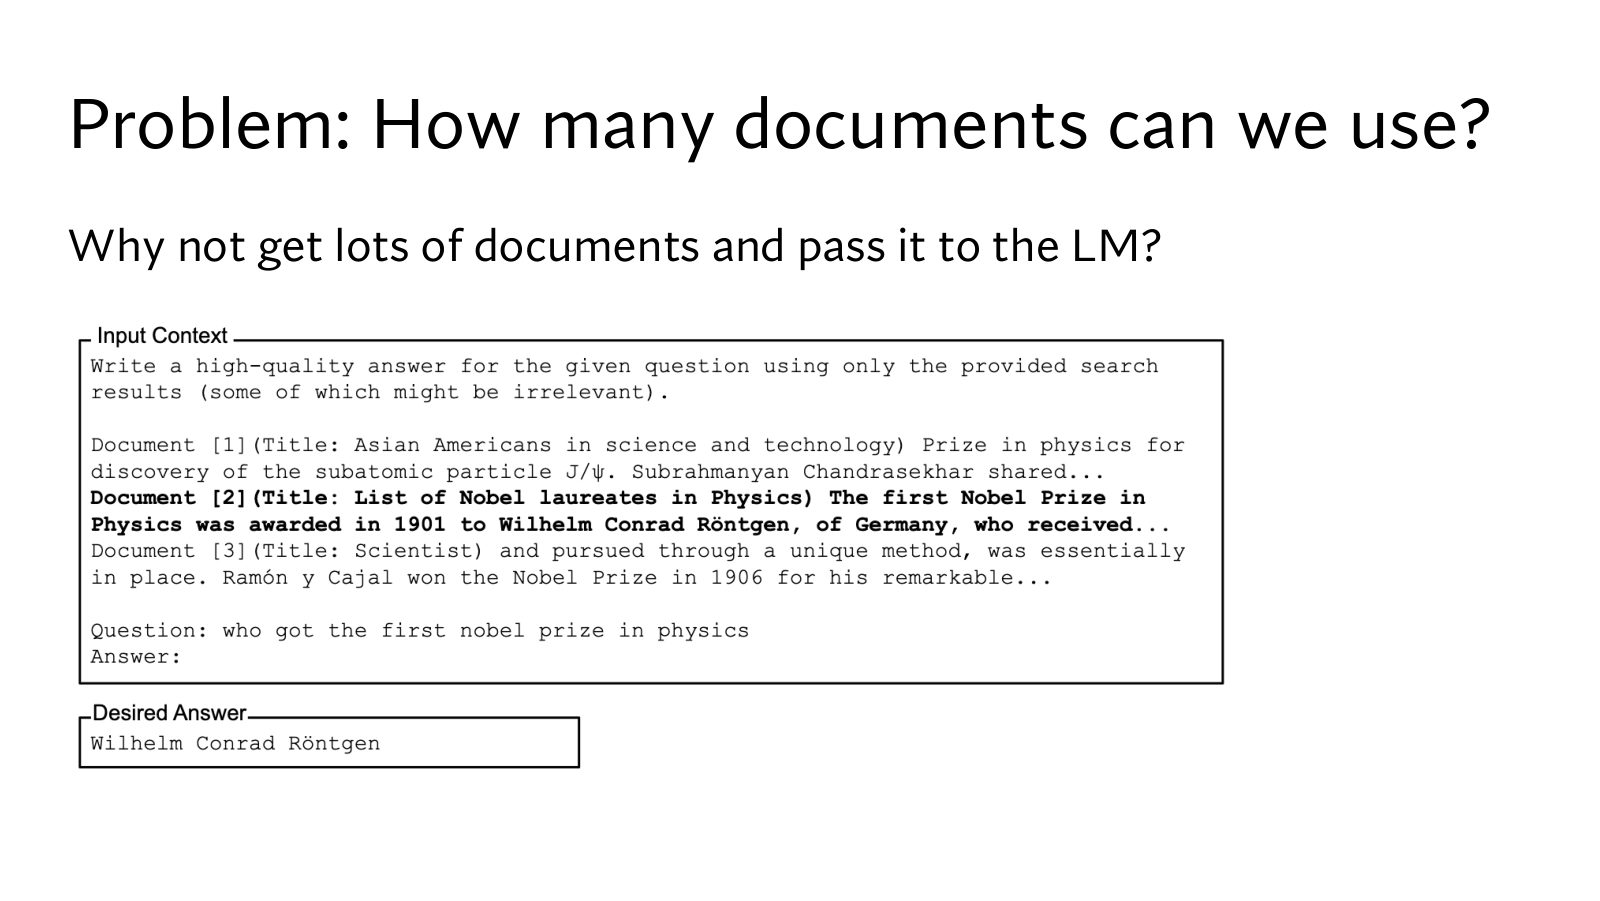 Problem: How many documents can we use?
Why not get lots of documents and pass it to the LM?
Input Context
Write a high-quality answer for the given question using only the provided search
results (some of which might be irrelevant).
Document [1](Title: Asian Americans in science and technology) Prize in physics for
discovery of the subatomic particle J/ψ. Subrahmanyan Chandrasekhar shared...
Document [2](Title: List of Nobel laureates in Physics) The first Nobel Prize in
Physics was awarded in 1901 to Wilhelm Conrad Röntgen, of Germany, who received...
Document [3](Title: Scientist) and pursued through a unique method, was essentially
in place. Ramón y Cajal won the Nobel Prize in 1906 for his remarkable...
Question: who got the first nobel prize in physics
Answer:
Desired Answer
Wilhelm Conrad Röntgen